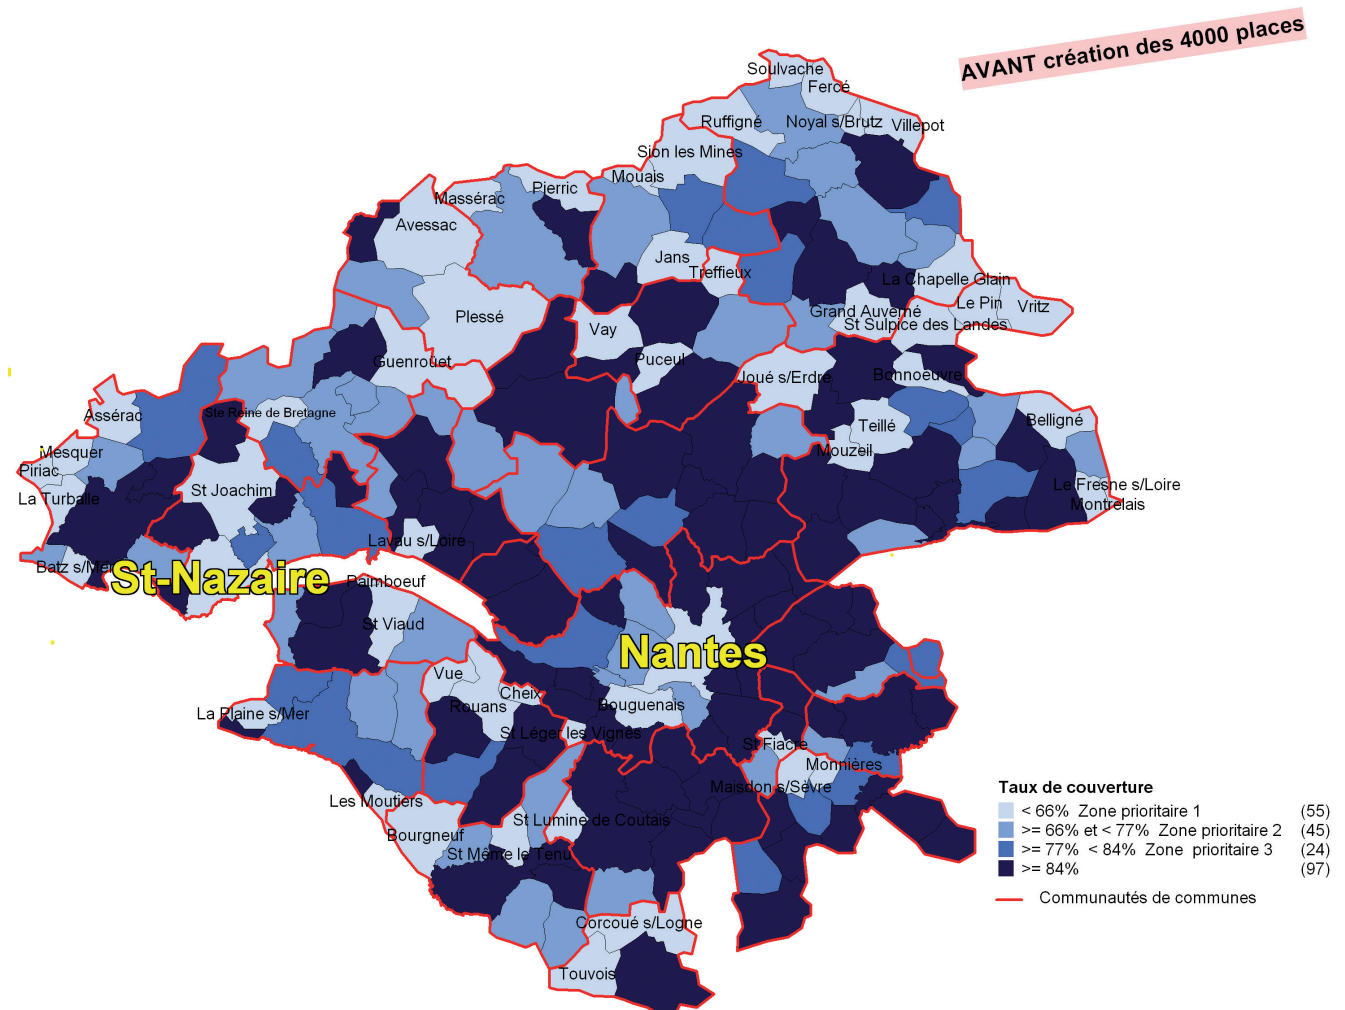 AVANT création des 4000 places
Soulvache
Fercé
Ruffigné
Noyal s/Brutz
Villepot
Sion les Mines
Mouais
Pierric
Massérac
Avessac
Jans
Treffieux
La Chapelle Glain
Le Pin
Vritz
Grand Auverné
St Sulpice des Landes
Plessé
Vay
Puceul
Guenrouet
Joué s/Erdre
Bonnoeuvre
Assérac
Ste Reine de Bretagne
Teillé
Belligné
Mouzeil
Mesquer
Piriac
La Turballe
St Joachim
Le Fresne s/Loire
Montrelais
Lavau s/Loire
Batz s/Mer
St-Nazaire
Paimboeuf
St Viaud
Nantes
Vue
Cheix
Rouans
Bouguenais
La Plaine s/Mer
St Léger les Vignes
St Fiacre
Monnières
Maisdon s/Sèvre
Les Moutiers
Bourgneuf
St Lumine de Coutais
St Même le Tenu
Corcoué s/Logne
Touvois
Taux de couverture
< 66% Zone prioritaire 1 (55)
>= 66% et < 77% Zone prioritaire 2 (45)
>= 77% < 84% Zone prioritaire 3 (24)
>= 84% (97)
Communautés de communes